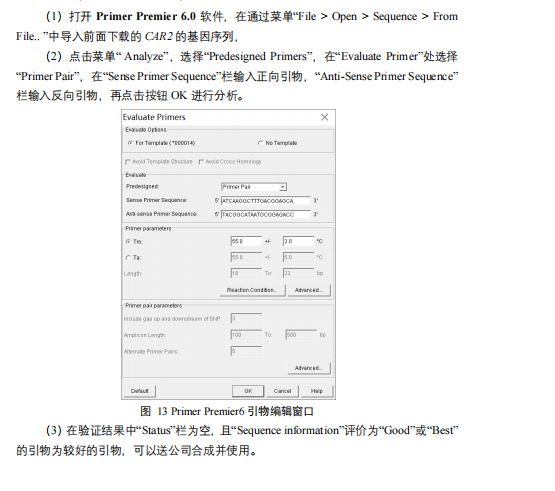 (1) 打开 Primer Premier 6.0 软件，在通过菜单“File > Open > Sequence > From
File.. ”中导入前面下载的 CAR2 的基因序列,
(2) 点击菜单“ Analyze”，选择“Predesigned Primers”，在“Evaluate Primer”处选择
“Primer Pair”，在“Sense Primer Sequence”栏输入正向引物，“Anti-Sense Primer Sequence”
栏输入反向引物，再点击按钮 OK 进行分析。
Evaluate Primers
Evaluate Options
For Template (*000014) No Template
Avoid Template Structure Avoid Cross Homology
Evaluate
Predesigned: Primer Pair
Sense Primer Sequence: 5' ATCAAGGCTTTGACGGAGCA 3'
Anti-sense Primer Sequence: 5' TACGGCATAATGCGGAGACC 3'
Primer parameters
Tm: 55.0 +/- 2.0 °C
Ta: 55.0 +/- 5.0 °C
Length: 18 To: 22 bp
Reaction Condition... Advanced...
Primer pair parameters
Include gap up and downstream of SNP: 3
Amplicon Length: 100 To: 500 bp
Alternate Primer Pairs: 5
Advanced...
Default OK Cancel Help
图 13 Primer Premier6 引物编辑窗口
(3) 在验证结果中“Status”栏为空，且“Sequence information”评价为“Good”或“Best”
的引物为较好的引物，可以送公司合成并使用。